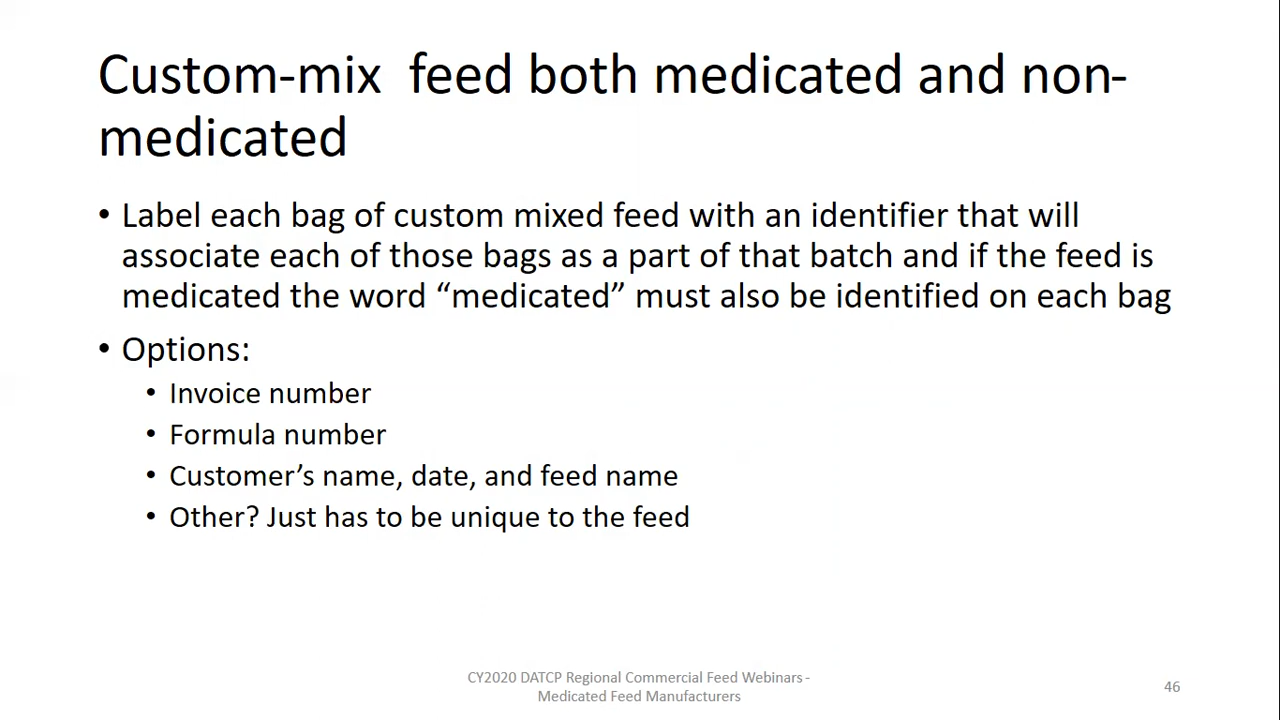 Custom-mix  feed both medicated and non-
medicated
• Label each bag of custom mixed feed with an identifier that will
associate each of those bags as a part of that batch and if the feed is
medicated the word “medicated” must also be identified on each bag
• Options:
• Invoice number
• Formula number
• Customer’s name, date, and feed name
• Other? Just has to be unique to the feed
CY2020 DATCP Regional Commercial Feed Webinars -
Medicated Feed Manufacturers
46